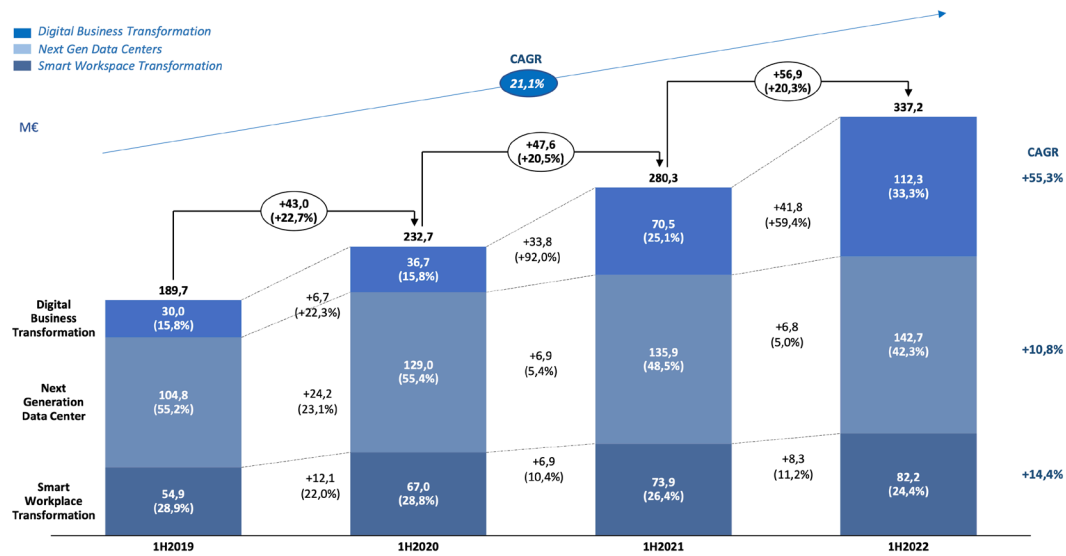 Digital Business Transformation
Next Gen Data Centers
Smart Workspace Transformation
M€
CAGR
21,1%
+43,0
(+22,7%)
+47,6
(+20,5%)
+56,9
(+20,3%)
189,7
232,7
280,3
337,2
CAGR
+55,3%
+10,8%
+14,4%
Digital
Business
Transformation
30,0
(15,8%)
+6,7
(+22,3%)
36,7
(15,8%)
+33,8
(+92,0%)
70,5
(25,1%)
+41,8
(+59,4%)
112,3
(33,3%)
Next
Generation
Data Center
104,8
(55,2%)
+24,2
(23,1%)
129,0
(55,4%)
+6,9
(5,4%)
135,9
(48,5%)
+6,8
(5,0%)
142,7
(42,3%)
Smart
Workplace
Transformation
54,9
(28,9%)
+12,1
(22,0%)
67,0
(28,8%)
+6,9
(10,4%)
73,9
(26,4%)
+8,3
(11,2%)
82,2
(24,4%)
1H2019
1H2020
1H2021
1H2022